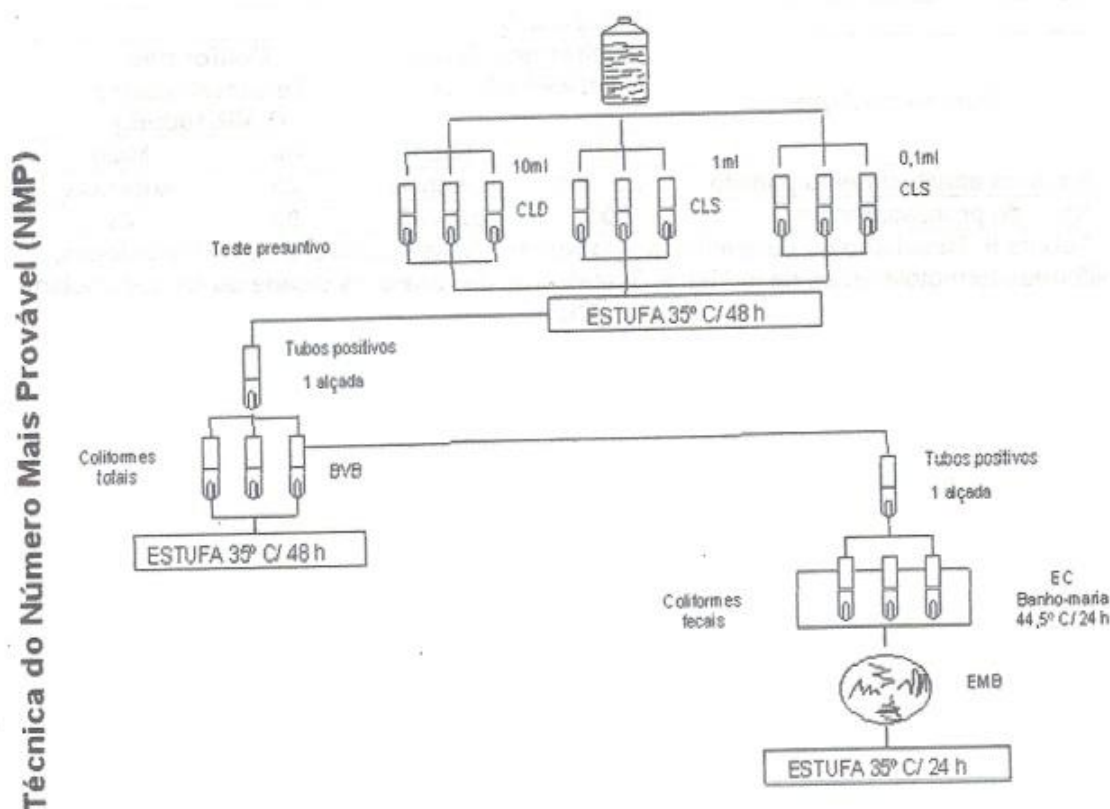 Técnica do Número Mais Provável (NMP)
10ml
CLD
1ml
CLS
0,1ml
CLS
Teste presuntivo
ESTUFA 35º C/ 48 h
Tubos positivos
1 alçada
Coliformes
totais
BVB
ESTUFA 35º C/ 48 h
Tubos positivos
1 alçada
Coliformes
fecais
EC
Banho-maria
44,5º C/ 24 h
EMB
ESTUFA 35º C/ 24 h